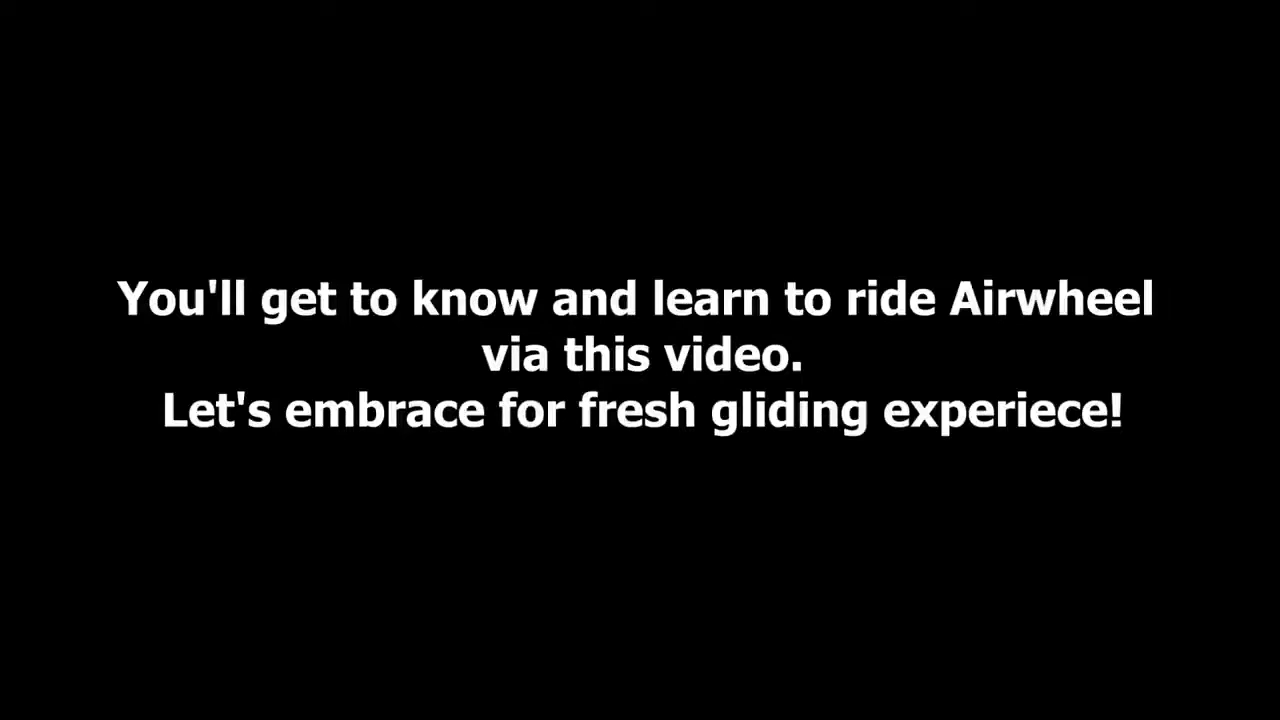 You'll get to know and learn to ride Airwheel
via this video.
Let's embrace for fresh gliding experiece!